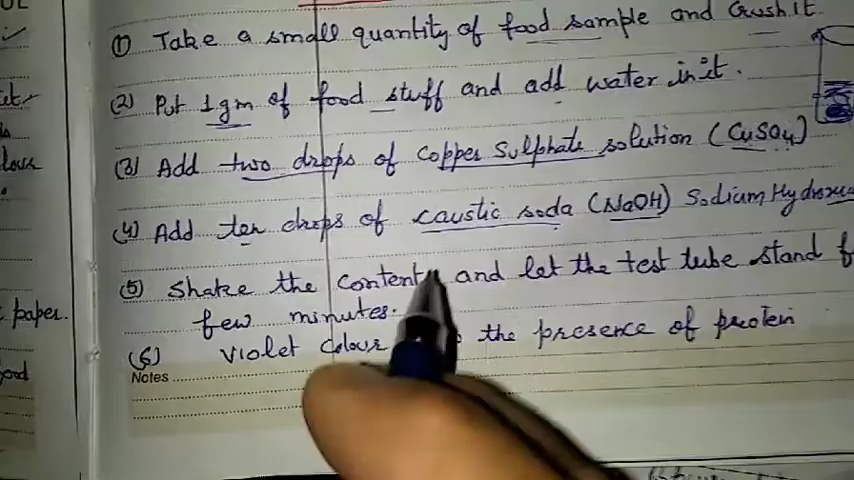 (1) Take a small quantity of food sample and Crush it.
(2) Put 1gm of food stuff and add water in it.
(3) Add two drops of Copper Sulphate solution (CuSO4)
(4) Add ten drops of caustic soda (NaOH) Sodium Hydroxi
(5) Shake the contents and let the test tube stand f
few minutes.
(6) violet colour the presence of protein
Notes
paper.